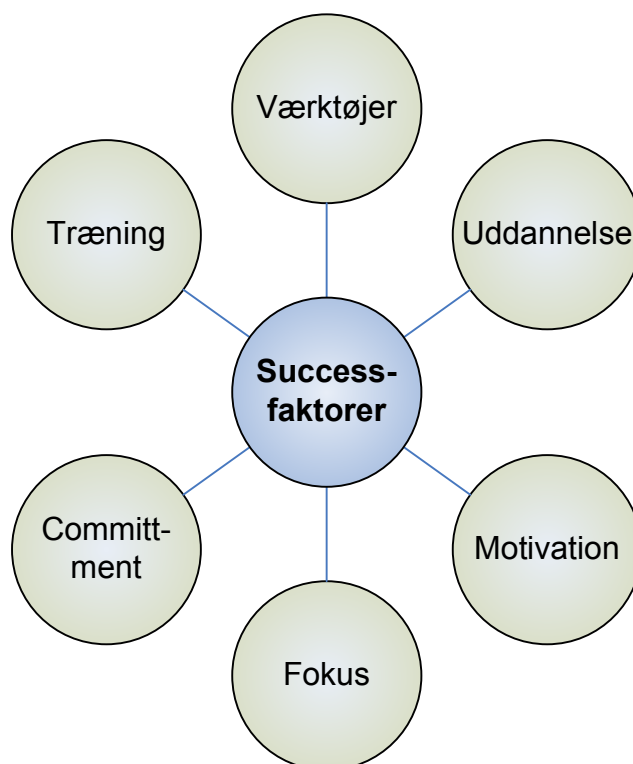 Værktøjer
Træning
Uddannelse
Success-
faktorer
Committ-
ment
Motivation
Fokus